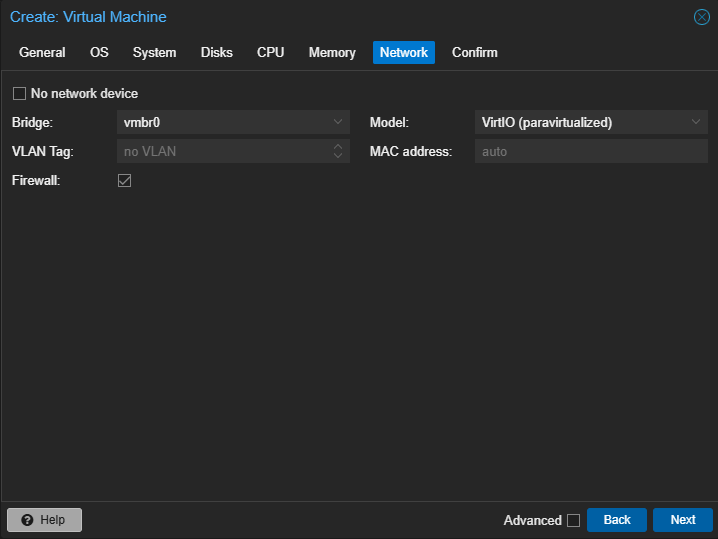 Create: Virtual Machine
General OS System Disks CPU Memory Network Confirm
No network device
Bridge: vmbr0 Model: VirtIO (paravirtualized)
VLAN Tag: no VLAN MAC address: auto
Firewall:
Help Advanced Back Next